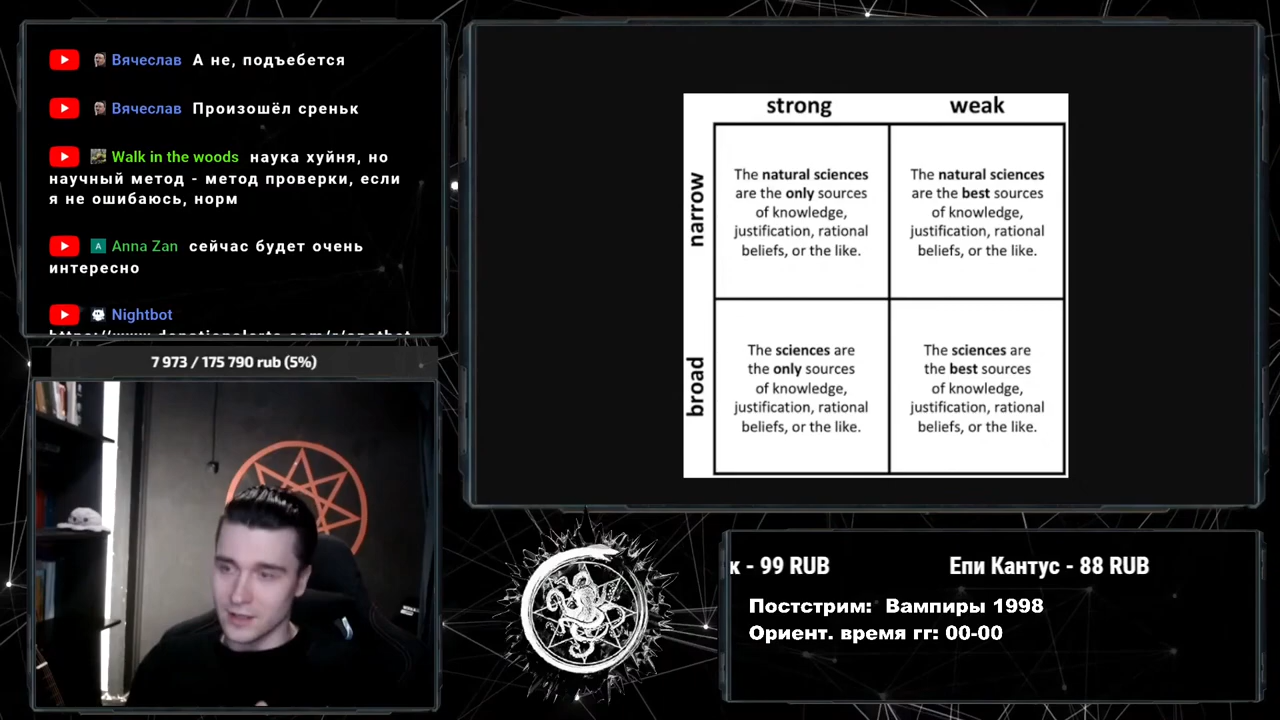 Вячеслав А не, подъебется
Вячеслав Произошёл среньк
Walk in the woods наука хуйня, но
научный метод - метод проверки, если
я не ошибаюсь, норм
A Anna Zan сейчас будет очень
интересно
Nightbot
7 973 / 175 790 rub (5%)
strong weak
narrow
The natural sciences
are the only sources
of knowledge,
justification, rational
beliefs, or the like.
The natural sciences
are the best sources
of knowledge,
justification, rational
beliefs, or the like.
broad
The sciences are
the only sources
of knowledge,
justification, rational
beliefs, or the like.
The sciences are
the best sources
of knowledge,
justification, rational
beliefs, or the like.
к - 99 RUB Епи Кантус - 88 RUB
Постстрим: Вампиры 1998
Ориент. время гг: 00-00